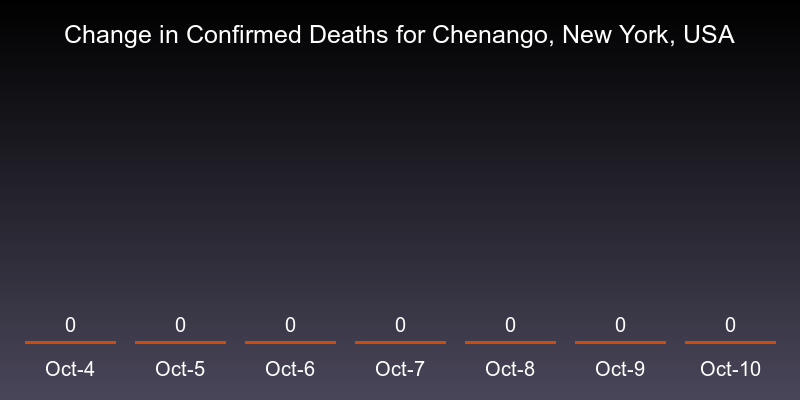 Change in Confirmed Deaths for Chenango, New York, USA
0 0 0 0 0 0 0
Oct-4 Oct-5 Oct-6 Oct-7 Oct-8 Oct-9 Oct-10